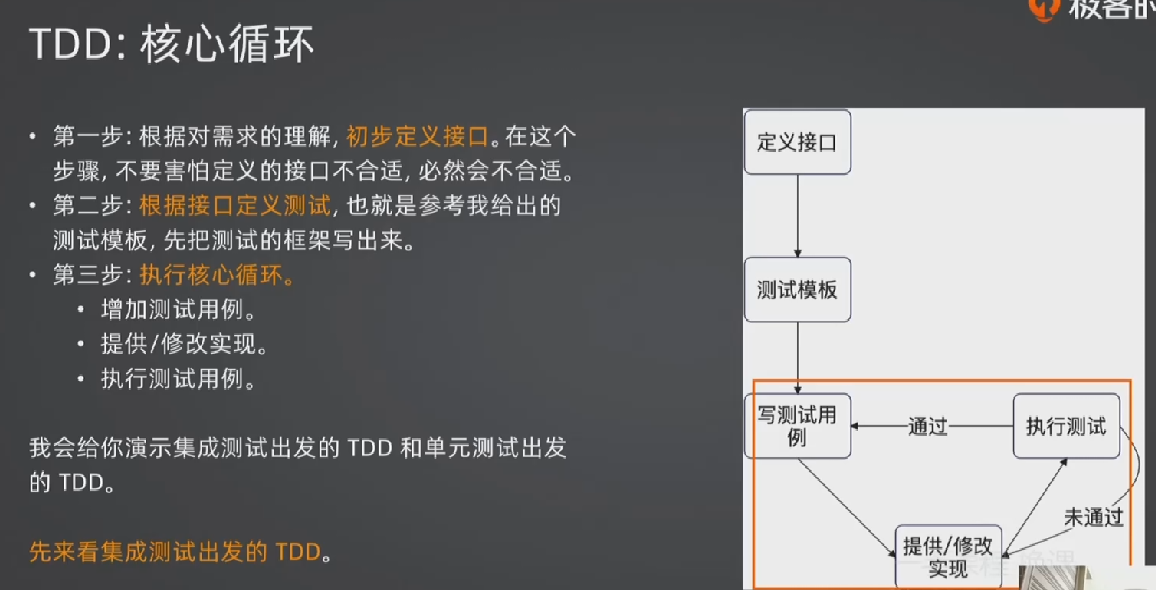 极客时
TDD: 核心循环
• 第一步: 根据对需求的理解, 初步定义接口。在这个
步骤, 不要害怕定义的接口不合适, 必然会不合适。
• 第二步: 根据接口定义测试, 也就是参考我给出的
测试模板, 先把测试的框架写出来。
• 第三步: 执行核心循环。
• 增加测试用例。
• 提供/修改实现。
• 执行测试用例。
我会给你演示集成测试出发的 TDD 和单元测试出发
的 TDD。
先来看集成测试出发的 TDD。
定义接口
测试模板
写测试用
例
通过
执行测试
未通过
提供/修改
实现